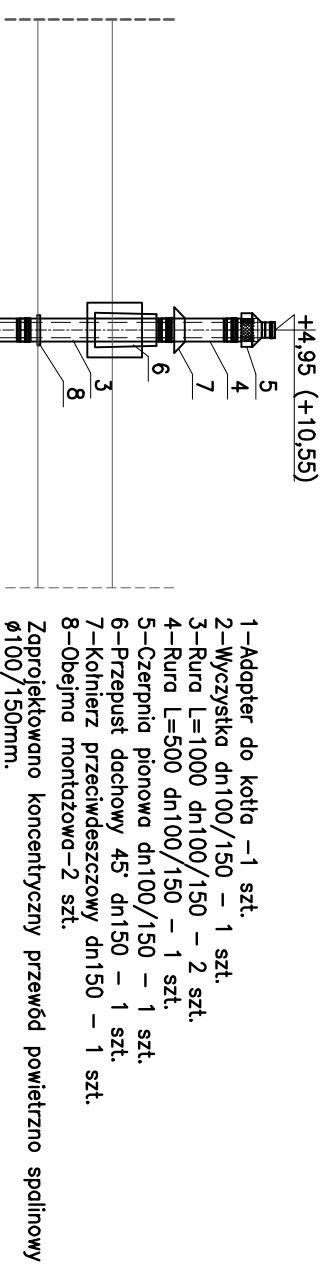 +4,95 (+10,55)
5
4
7
6
3
8
1-Adapter do kotła -1 szt.
2-Wyczystka dn100/150 - 1 szt.
3-Rura L=1000 dn100/150 - 2 szt.
4-Rura L=500 dn100/150 - 1 szt.
5-Czerpnia pionowa dn100/150 - 1 szt.
6-Przepust dachowy 45° dn150 - 1 szt.
7-Kołnierz przeciwdeszczowy dn150 - 1 szt.
8-Obejma montażowa-2 szt.
Zaprojektowano koncentryczny przewód powietrzno spalinowy
ø100/150mm.